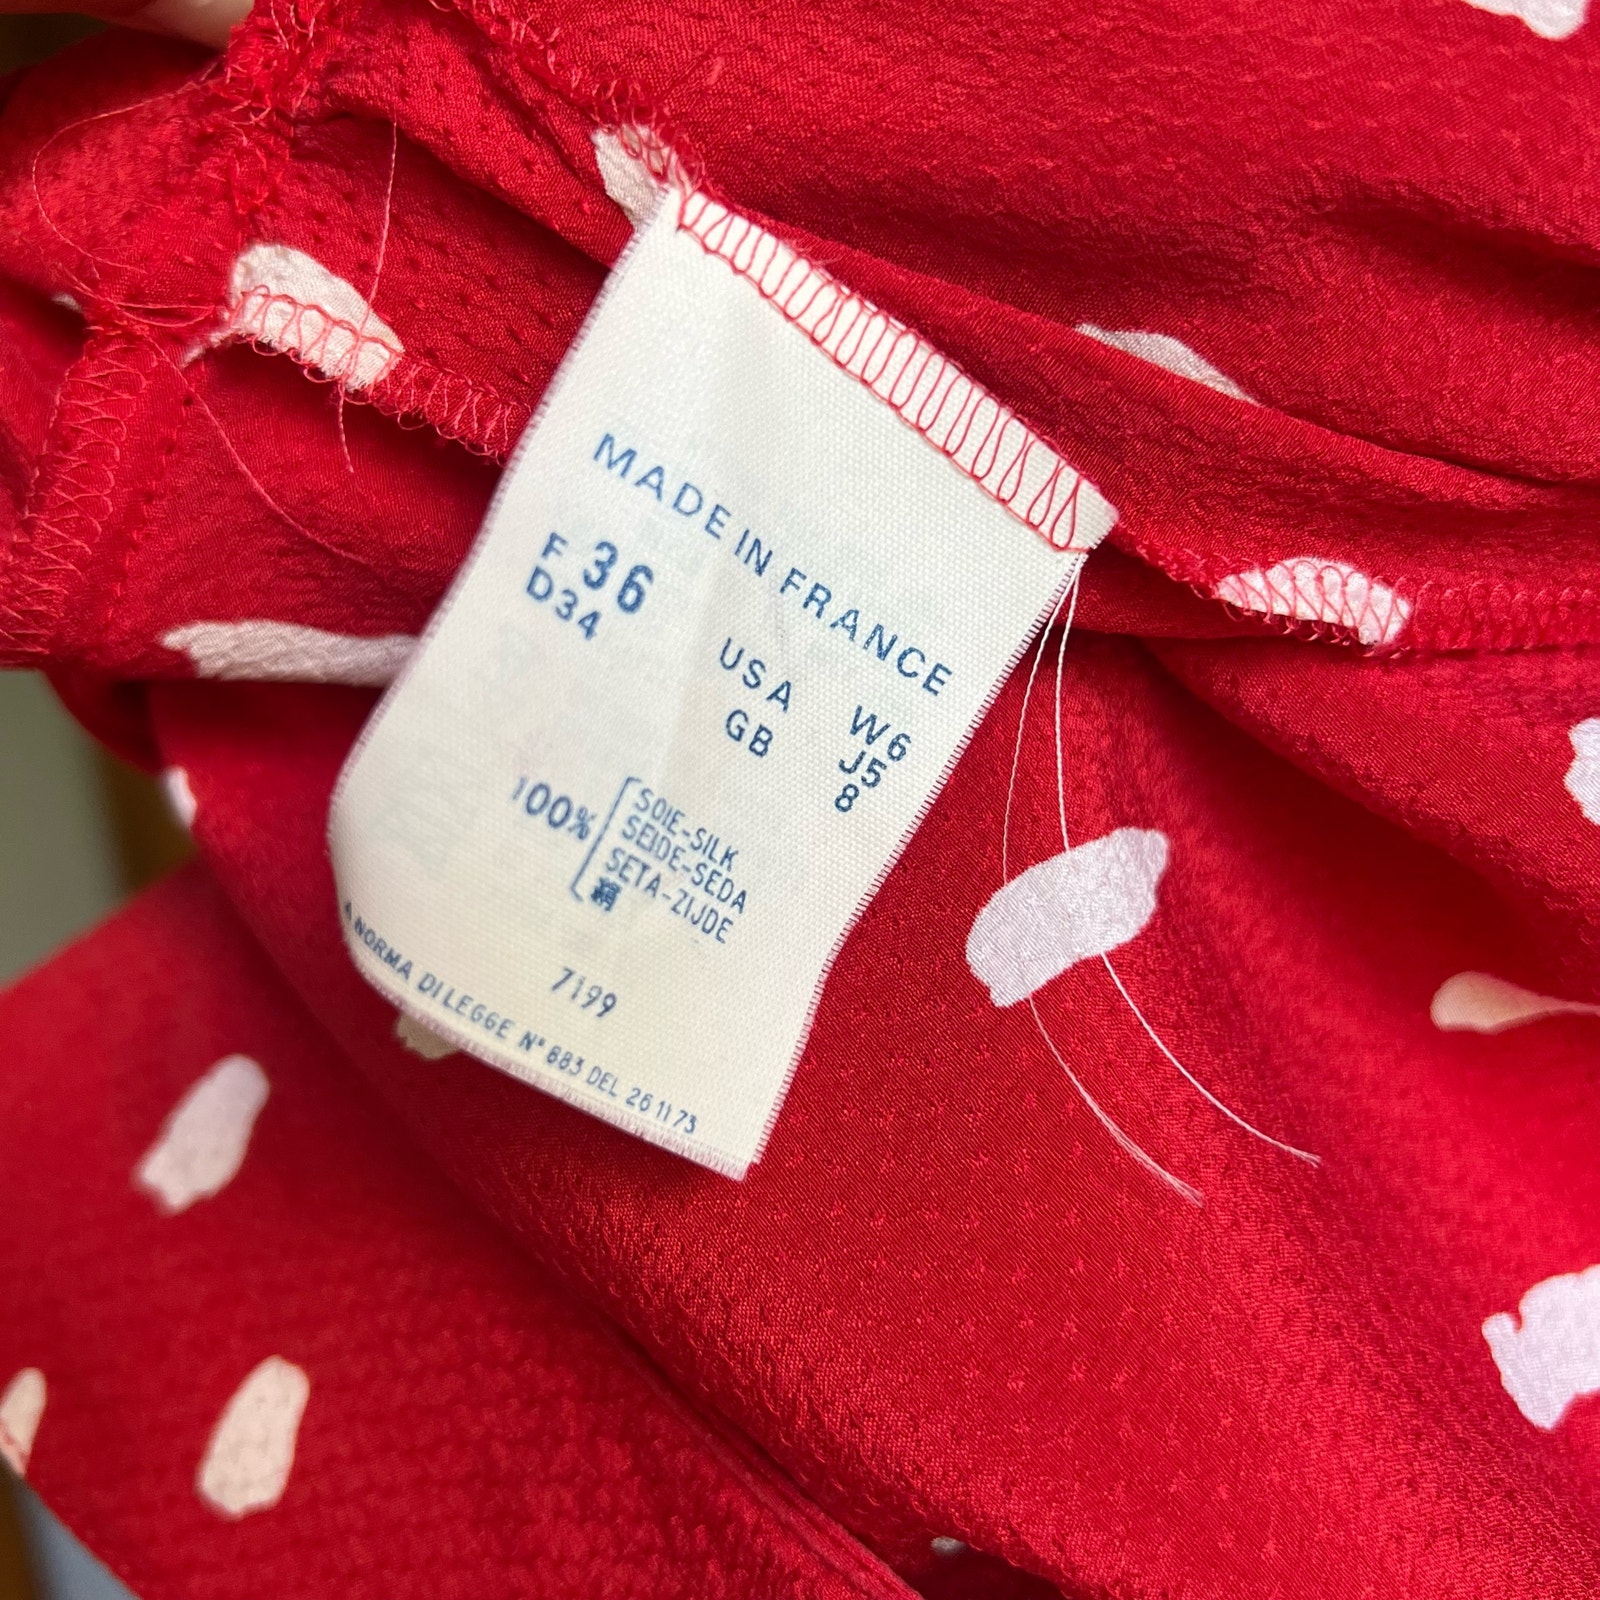 MADE IN FRANCE
F 36
D34
USA W6
J5
GB 8
100% SOIE-SILK
SEIDE-SEDA
SETA-ZIJDE
絹
7199
A NORMA DI LEGGE N° 883 DEL 26 11 73